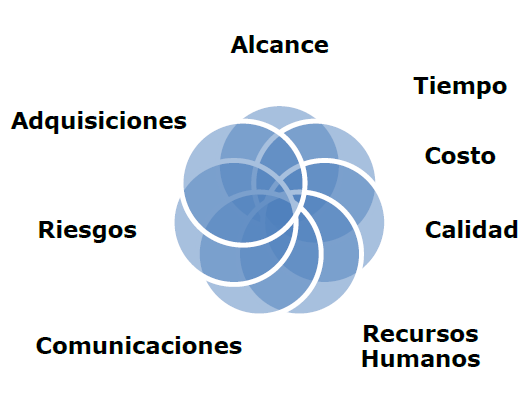 Alcance
Tiempo
Adquisiciones
Costo
Riesgos
Calidad
Comunicaciones
Recursos
Humanos